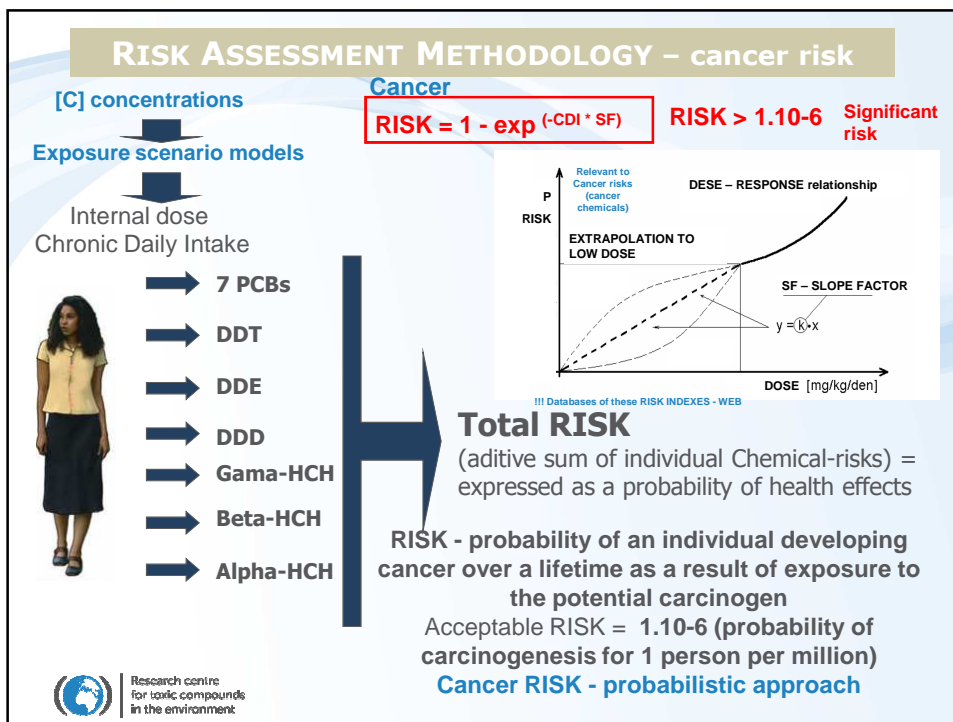 RISK ASSESSMENT METHODOLOGY – cancer risk
[C] concentrations
Exposure scenario models
Internal dose
Chronic Daily Intake
7 PCBs
DDT
DDE
DDD
Gama-HCH
Beta-HCH
Alpha-HCH
Cancer
RISK = 1 - exp (-CDI * SF)
RISK > 1.10-6
Significant
risk
P
RISK
Relevant to
Cancer risks
(cancer
chemicals)
DESE – RESPONSE relationship
EXTRAPOLATION TO
LOW DOSE
SF – SLOPE FACTOR
y = k • x
DOSE [mg/kg/den]
!!! Databases of these RISK INDEXES - WEB
Total RISK
(aditive sum of individual Chemical-risks) =
expressed as a probability of health effects
RISK - probability of an individual developing
cancer over a lifetime as a result of exposure to
the potential carcinogen
Acceptable RISK = 1.10-6 (probability of
carcinogenesis for 1 person per million)
Cancer RISK - probabilistic approach
Research centre
for toxic compounds
in the environment